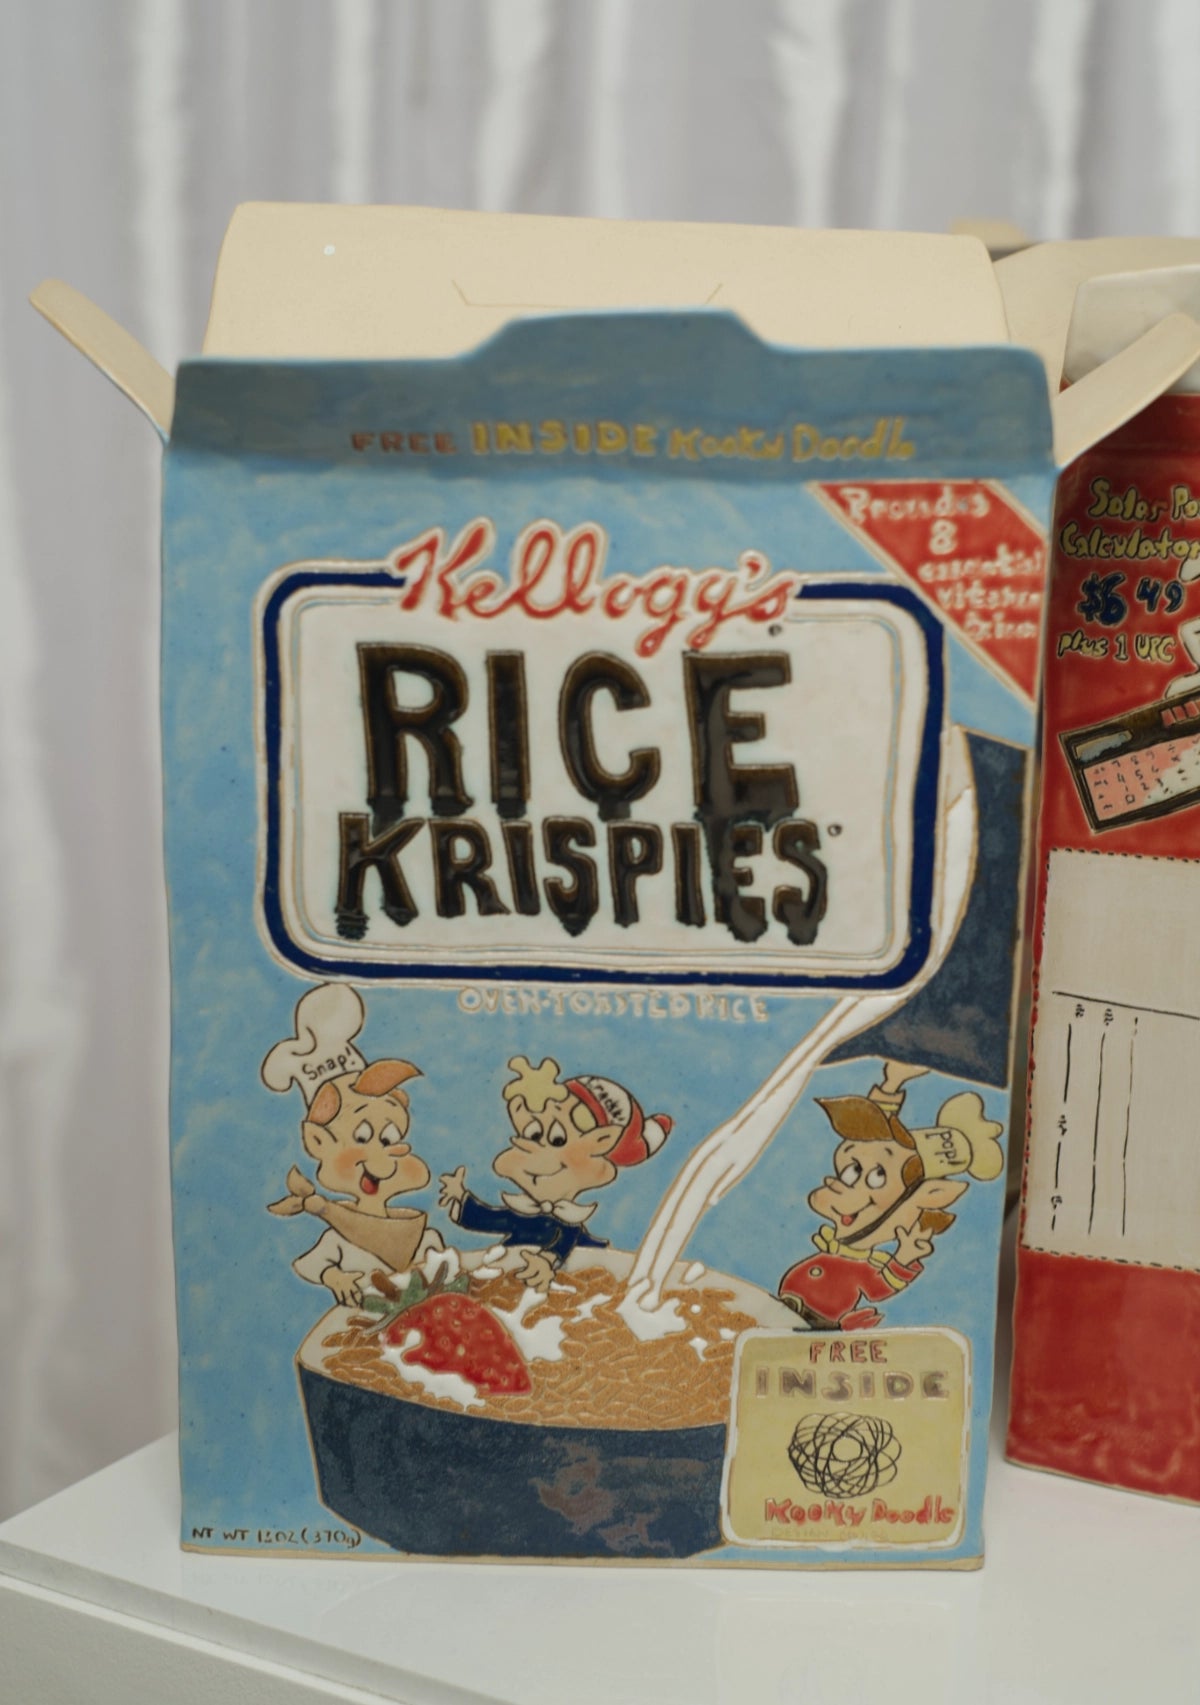 FREE INSIDE Kooky Doodle
Provides
8
essential
Kellogg's
RICE
KRISPIES
OVEN-TOASTED RICE
Snap!
Crackle!
pop!
FREE
INSIDE
Kooky Doodle
NT WT 13 OZ (370g)
Solar Po
Calculator
$6 49
plus 1 UPC